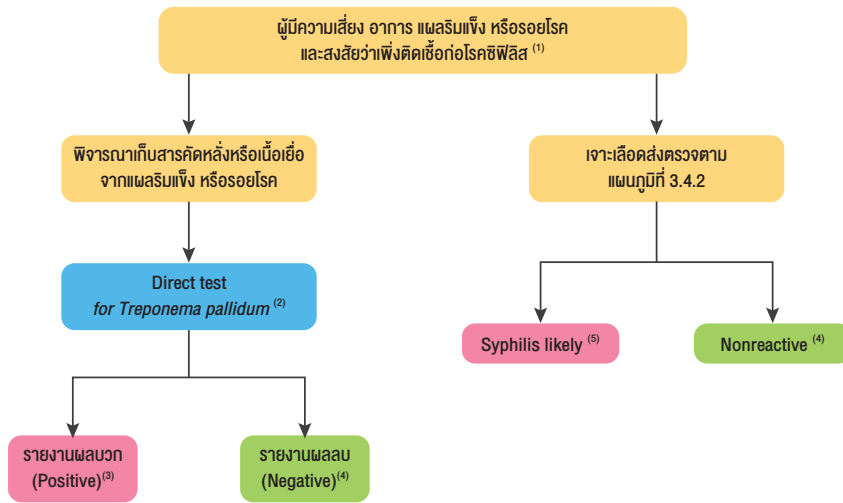 ผู้มีความเสี่ยง อาการ แผลริมแข็ง หรือรอยโรค
และสงสัยว่าเพิ่งติดเชื้อก่อโรคซิฟิลิส (1)
พิจารณาเก็บสารคัดหลั่งหรือเนื้อเยื่อ
จากแผลริมแข็ง หรือรอยโรค
เจาะเลือดส่งตรวจตาม
แผนภูมิที่ 3.4.2
Direct test
for Treponema pallidum (2)
Syphilis likely (5)
Nonreactive (4)
รายงานผลบวก
(Positive)(3)
รายงานผลลบ
(Negative)(4)